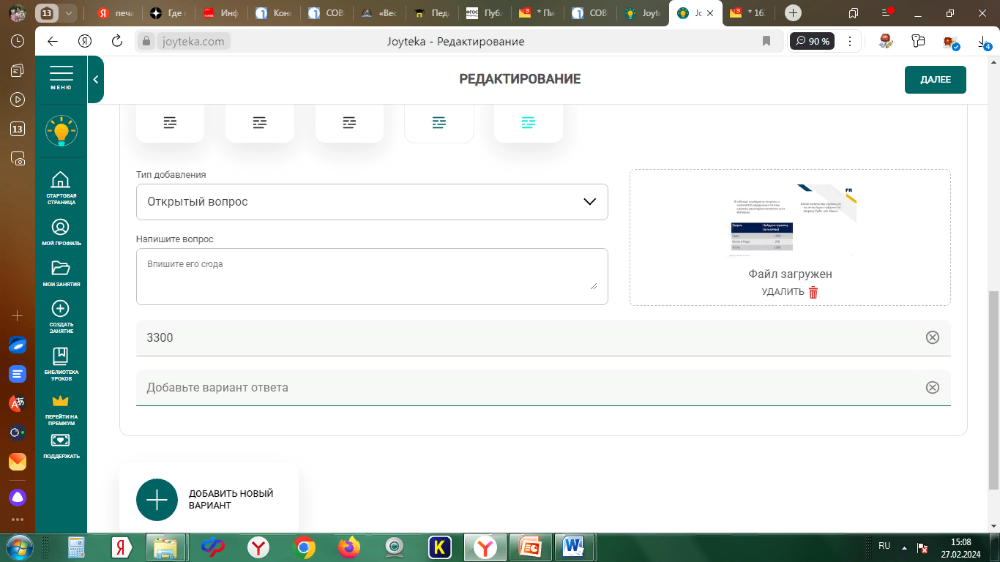 13
печа
Где
Инф
Кон
СОВ
«Вес
Педа
Публ
* Пи
СОВ
Joyte
Jo
* 16
joyteka.com
Joyteka - Редактирование
90 %
4
МЕНЮ
РЕДАКТИРОВАНИЕ
ДАЛЕЕ
13
СТАРТОВАЯ
СТРАНИЦА
МОЙ ПРОФИЛЬ
МОИ ЗАНЯТИЯ
СОЗДАТЬ
ЗАНЯТИЕ
БИБЛИОТЕКА
УРОКОВ
ПЕРЕЙТИ НА
ПРЕМИУМ
ПОДДЕРЖАТЬ
Тип добавления
Открытый вопрос
Напишите вопрос
Впишите его сюда
FR
Файл загружен
УДАЛИТЬ
3300
Добавьте вариант ответа
ДОБАВИТЬ НОВЫЙ
ВАРИАНТ
RU
15:08
27.02.2024